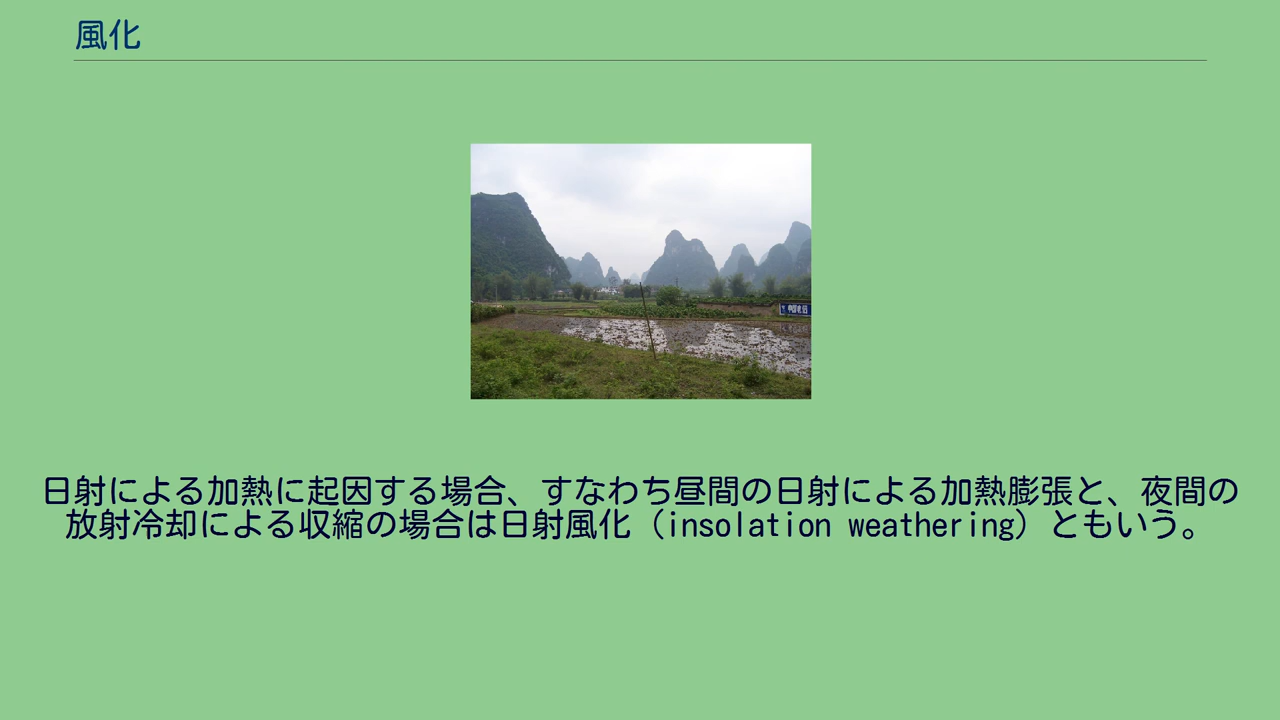 風化
日射による加熱に起因する場合、すなわち昼間の日射による加熱膨張と、夜間の
放射冷却による収縮の場合は日射風化（insolation weathering）ともいう。